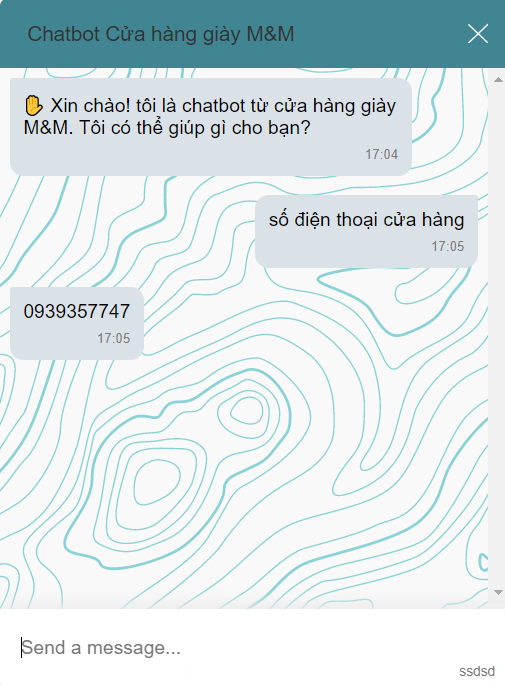 Chatbot Cửa hàng giày M&M
✋ Xin chào! tôi là chatbot từ cửa hàng giày
M&M. Tôi có thể giúp gì cho bạn?
17:04
số điện thoại cửa hàng
17:05
0939357747
17:05
Send a message...
ssdsd